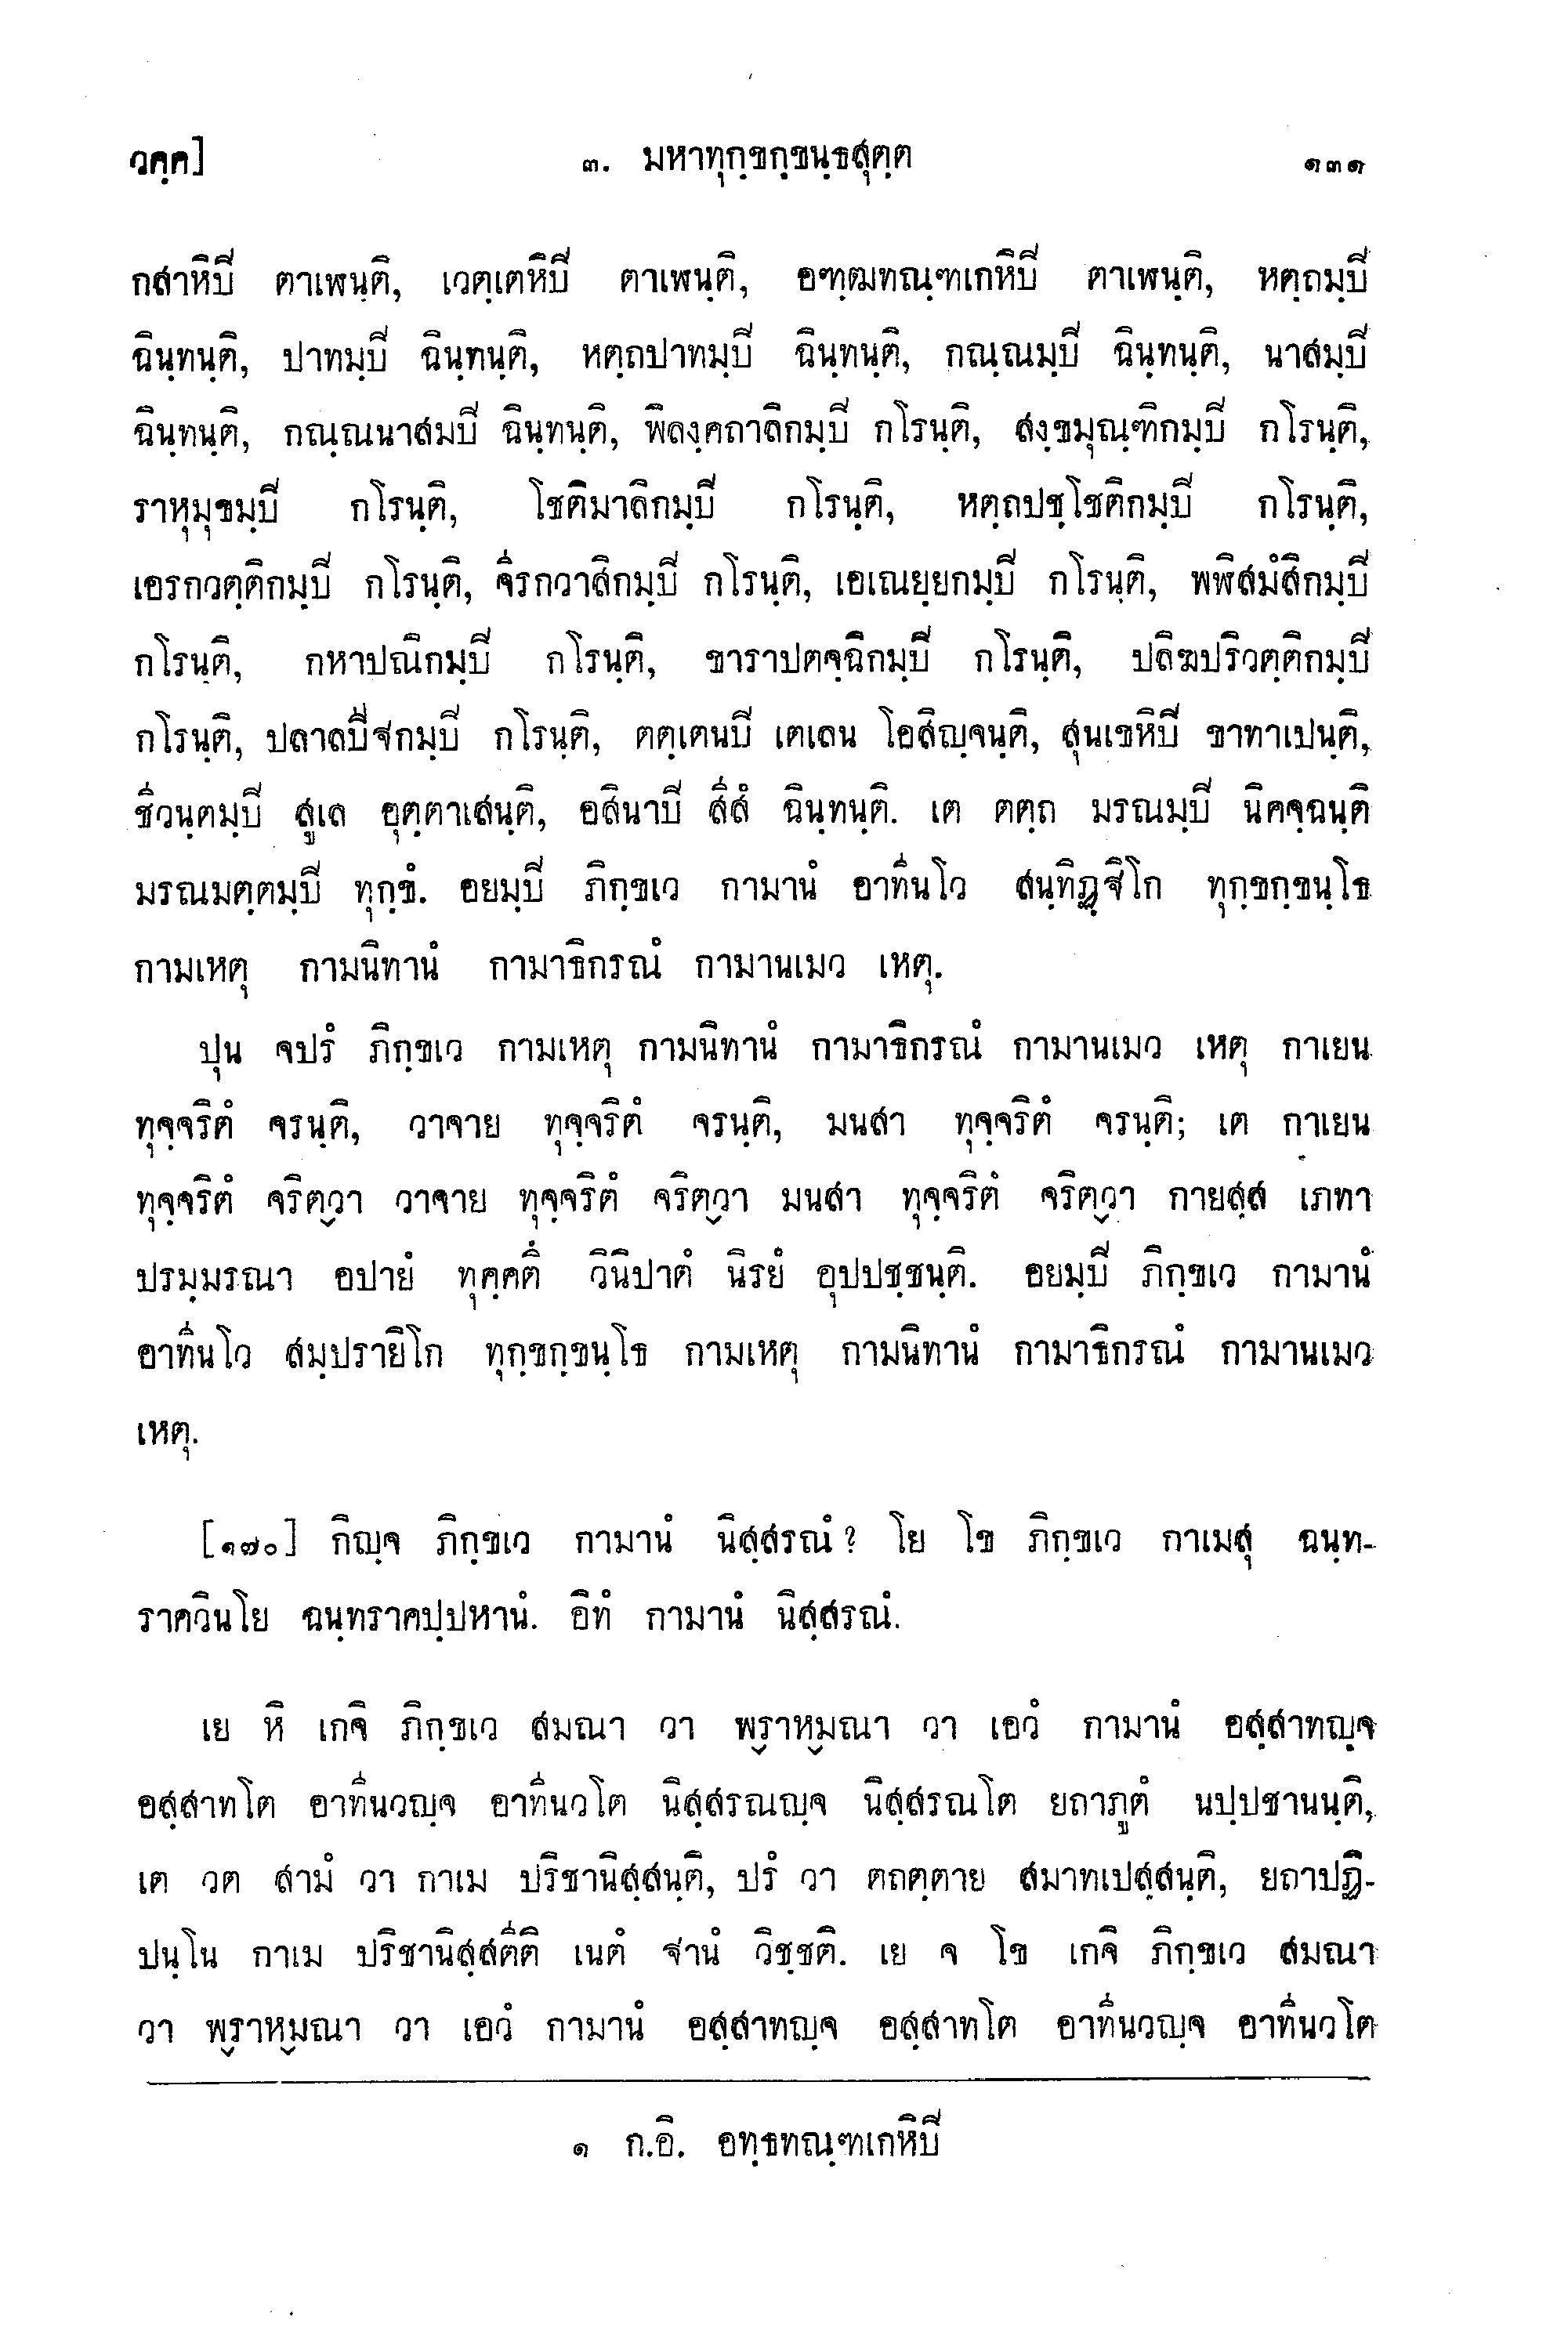 วคฺค]
๓. มหาทุกฺขกฺขนฺธสุตฺต
๑๓๑
กสาหิปี ตาเฬนฺติ, เวตฺเตหิปี ตาเฬนฺติ, อฑฺฒทณฺฑเกหิปี ตาเฬนฺติ, หตฺถมฺปี
ฉินฺทนฺติ, ปาทมฺปี ฉินฺทนฺติ, หตฺถปาทมฺปี ฉินฺทนฺติ, กณฺณมฺปี ฉินฺทนฺติ, นาสมฺปี
ฉินฺทนฺติ, กณฺณนาสมปี ฉินฺทนฺติ, พิลงฺคถาลิกมฺปี กโรนฺติ, สงฺขมุณฺฑิกมฺปี กโรนฺติ,
ราหุมุขมฺปี กโรนฺติ, โชติมาลิกมฺปี กโรนฺติ, หตฺถปชฺโชติกมฺปี กโรนฺติ,
เอรกวตฺติกมฺปี กโรนฺติ, จีรกวาสิกมฺปี กโรนฺติ, เอเณยฺยกมฺปี กโรนฺติ, พฬิสมํสิกมฺปี
กโรนฺติ, กหาปณิกมฺปี กโรนฺติ, ขาราปตจฺฉิกมฺปี กโรนฺติ, ปลิฆปริวตฺติกมฺปี
กโรนฺติ, ปลาลปีฐกมฺปี กโรนฺติ, ตตฺเตนปี เตเลน โอสิญฺจนฺติ, สุนเขหิปี ขาทาเปนฺติ,
ชีวนฺตมฺปี สูเล อุตฺตาเสนฺติ, อสินาปี สีสํ ฉินฺทนฺติ. เต ตตฺถ มรณมฺปี นิคจฺฉนฺติ
มรณมตฺตมฺปี ทุกฺขํ. อยมฺปี ภิกฺขเว กามานํ อาทีนโว สนฺทิฏฺฐิโก ทุกฺขกฺขนฺโธ
กามเหตุ กามนิทานํ กามาธิกรณํ กามานเมว เหตุ.
ปุน จปรํ ภิกฺขเว กามเหตุ กามนิทานํ กามาธิกรณํ กามานเมว เหตุ กาเยน
ทุจฺจริตํ จรนฺติ, วาจาย ทุจฺจริตํ จรนฺติ, มนสา ทุจฺจริตํ จรนฺติ; เต กาเยน
ทุจฺจริตํ จริตฺวา วาจาย ทุจฺจริตํ จริตฺวา มนสา ทุจฺจริตํ จริตฺวา กายสฺส เภทา
ปรมฺมรณา อปายํ ทุคฺคตึ วินิปาตํ นิรยํ อุปปชฺชนฺติ. อยมฺปี ภิกฺขเว กามานํ
อาทีนโว สมฺปรายิโก ทุกฺขกฺขนฺโธ กามเหตุ กามนิทานํ กามาธิกรณํ กามานเมว
เหตุ.
[๑๗๐] กิญฺจ ภิกฺขเว กามานํ นิสฺสรณํ? โย โข ภิกฺขเว กาเมสุ ฉนฺท-
ราควินโย ฉนฺทราคปฺปหานํ. อิทํ กามานํ นิสฺสรณํ.
เย หิ เกจิ ภิกฺขเว สมณา วา พฺราหฺมณา วา เอวํ กามานํ อสฺสาทญฺจ
อสฺสาทโต อาทีนวญฺจ อาทีนวโต นิสฺสรณญฺจ นิสฺสรณโต ยถาภูตํ นปฺปชานนฺติ,
เต วต สามํ วา กาเม ปริชานิสฺสนฺติ, ปรํ วา ตถตฺตาย สมาทเปสฺสนฺติ, ยถาปฏิ-
ปนฺโน กาเม ปริชานิสฺสตีติ เนตํ ฐานํ วิชฺชติ. เย จ โข เกจิ ภิกฺขเว สมณา
วา พฺราหฺมณา วา เอวํ กามานํ อสฺสาทญฺจ อสฺสาทโต อาทีนวญฺจ อาทีนวโต
๑ ก.อิ. อทฺธทณฺฑเกหิปี